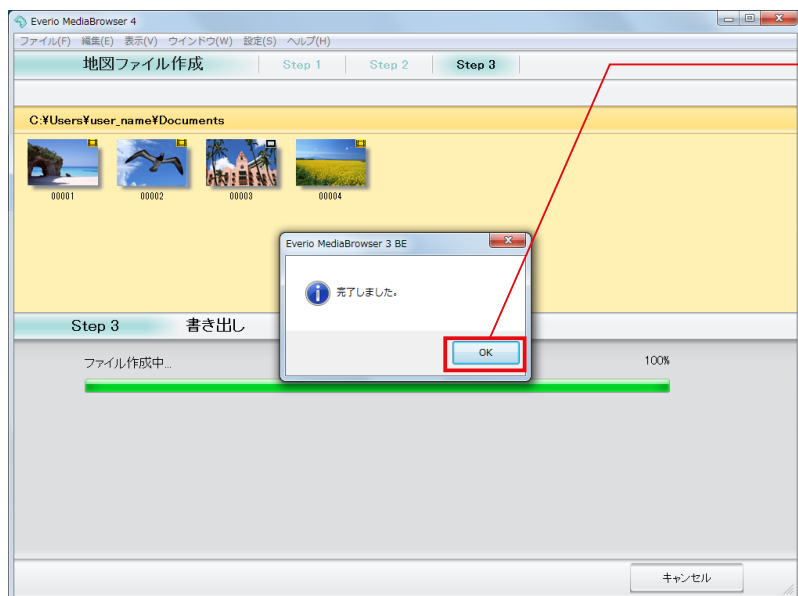 Everio MediaBrowser 4
ファイル(F) 編集(E) 表示(V) ウインドウ(W) 設定(S) ヘルプ(H)
地図ファイル作成 Step 1 Step 2 Step 3
C:¥Users¥user_name¥Documents
00001 00002 00003 00004
Everio MediaBrowser 3 BE
完了しました。
OK
Step 3 書き出し
ファイル作成中... 100%
キャンセル